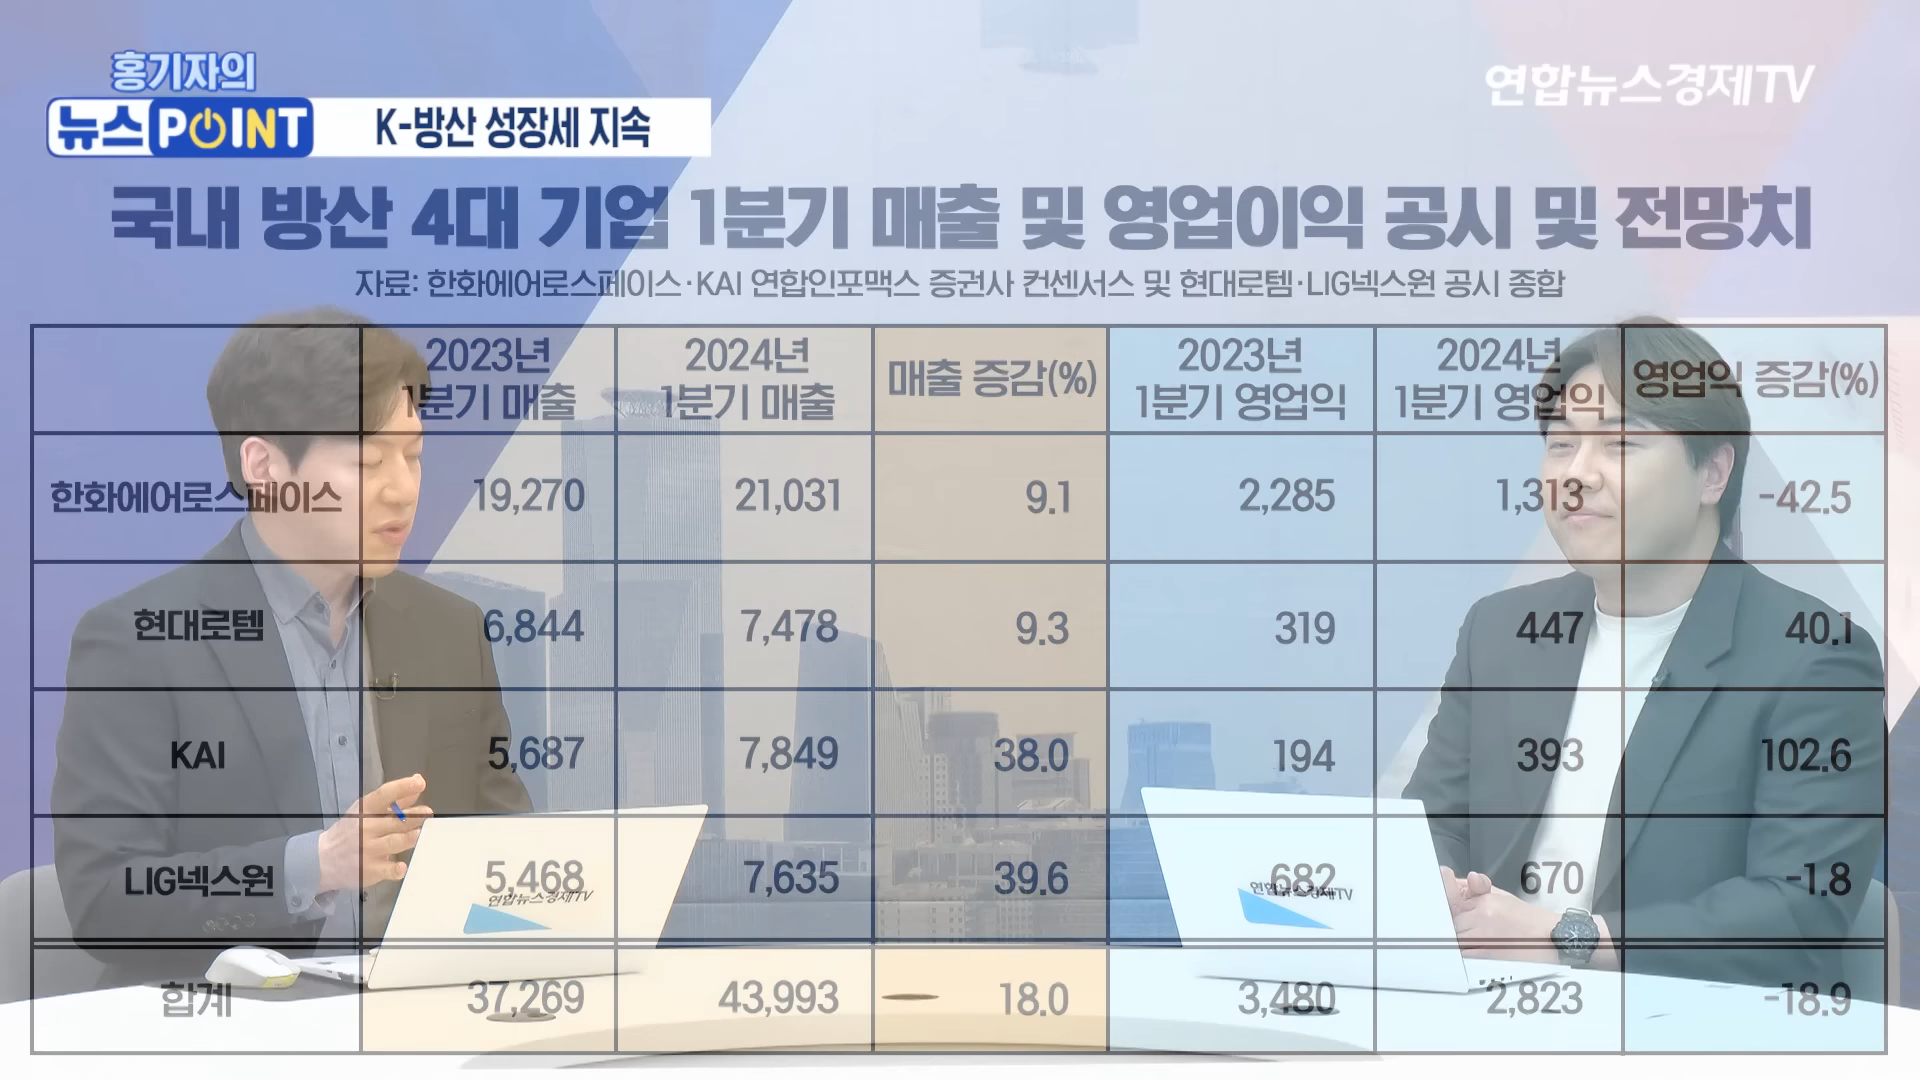 홍기자의
뉴스 POINT
K-방산 성장세 지속
연합뉴스경제TV
국내 방산 4대 기업 1분기 매출 및 영업이익 공시 및 전망치
자료: 한화에어로스페이스·KAI 연합인포맥스 증권사 컨센서스 및 현대로템·LIG넥스원 공시 종합
2023년 1분기 매출 2024년 1분기 매출 매출 증감(%) 2023년 1분기 영업익 2024년 1분기 영업익 영업익 증감(%)
한화에어로스페이스 19,270 21,031 9.1 2,285 1,313 -42.5
현대로템 6,844 7,478 9.3 319 447 40.1
KAI 5,687 7,849 38.0 194 393 102.6
LIG넥스원 5,468 7,635 39.6 682 670 -1.8
연합뉴스경제TV
연합뉴스경제TV
합계 37,269 43,993 18.0 3,480 2,823 -18.9